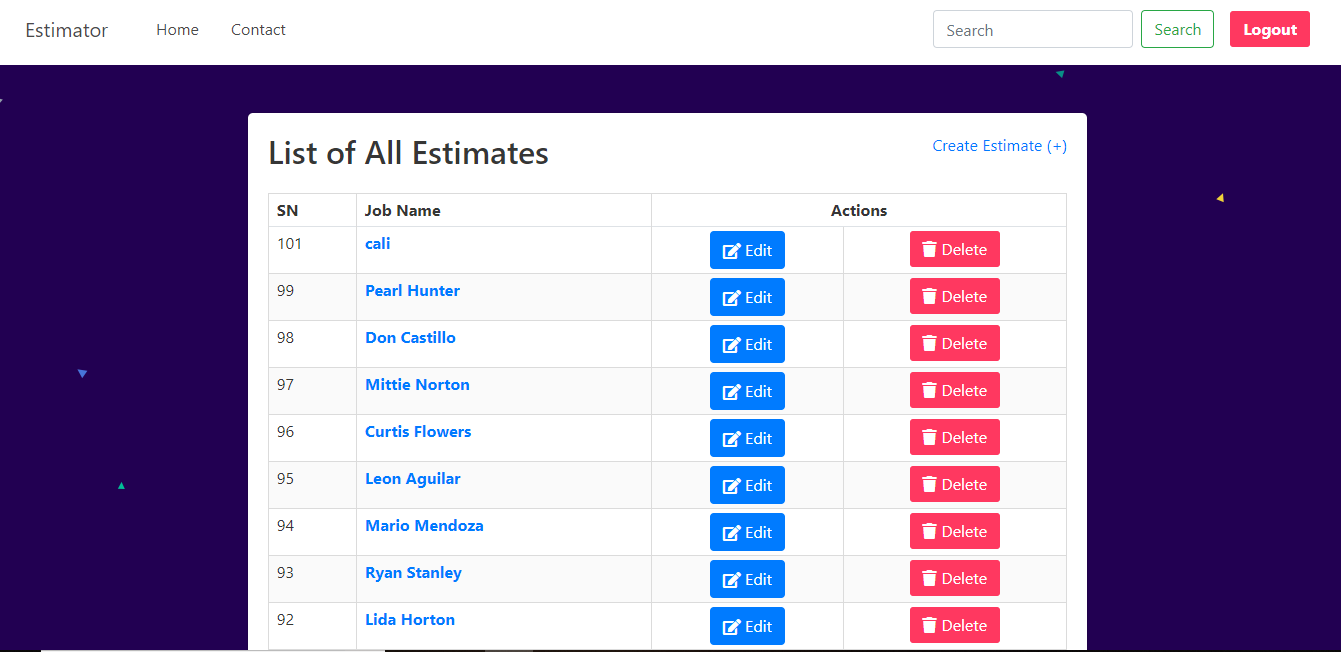 Estimator Home Contact Search Search Logout
List of All Estimates Create Estimate (+)
SN Job Name Actions
101 cali Edit Delete
99 Pearl Hunter Edit Delete
98 Don Castillo Edit Delete
97 Mittie Norton Edit Delete
96 Curtis Flowers Edit Delete
95 Leon Aguilar Edit Delete
94 Mario Mendoza Edit Delete
93 Ryan Stanley Edit Delete
92 Lida Horton Edit Delete